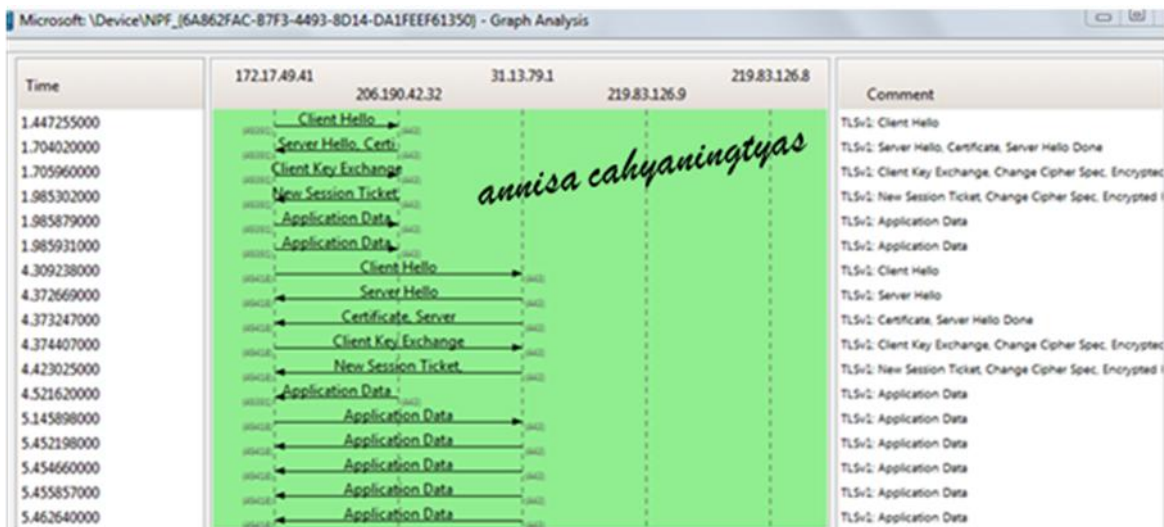 Microsoft: \Device\NPF_{6A862FAC-B7F3-4493-8D14-DA1FEEF61350} - Graph Analysis
Time
172.17.49.41 31.13.79.1 219.83.126.8
206.190.42.32 219.83.126.9
Comment
annisa cahyaningtyas
1.447255000 Client Hello TLSv1: Client Hello
1.704020000 Server Hello, Certi TLSv1: Server Hello, Certificate, Server Hello Done
1.705960000 Client Key Exchange TLSv1: Client Key Exchange, Change Cipher Spec, Encrypted
1.985302000 New Session Ticket, TLSv1: New Session Ticket, Change Cipher Spec, Encrypted
1.985879000 Application Data TLSv1: Application Data
1.985931000 Application Data TLSv1: Application Data
4.309238000 Client Hello TLSv1: Client Hello
4.372669000 Server Hello TLSv1: Server Hello
4.373247000 Certificate, Server TLSv1: Certificate, Server Hello Done
4.374407000 Client Key Exchange TLSv1: Client Key Exchange, Change Cipher Spec, Encrypted
4.423025000 New Session Ticket, TLSv1: New Session Ticket, Change Cipher Spec, Encrypted
4.521620000 Application Data TLSv1: Application Data
5.145898000 Application Data TLSv1: Application Data
5.452198000 Application Data TLSv1: Application Data
5.454660000 Application Data TLSv1: Application Data
5.455857000 Application Data TLSv1: Application Data
5.462640000 Application Data TLSv1: Application Data